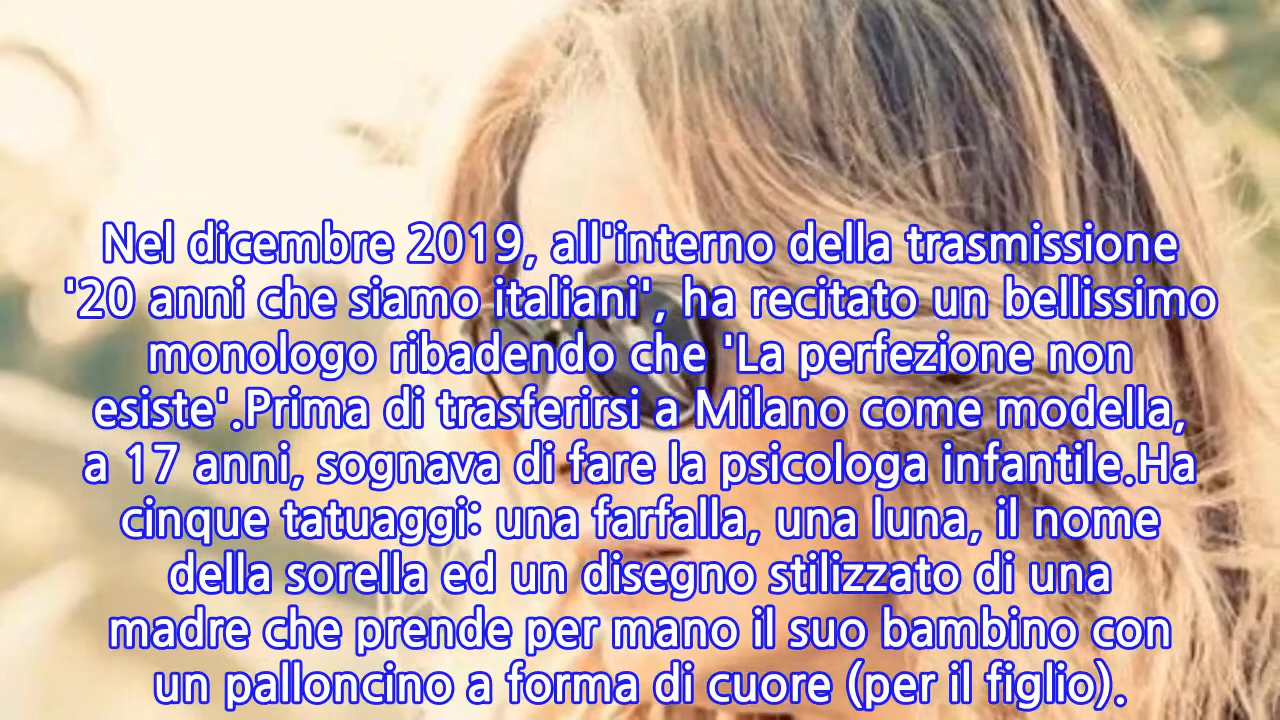 Nel dicembre 2019, all'interno della trasmissione
'20 anni che siamo italiani', ha recitato un bellissimo
monologo ribadendo che 'La perfezione non
esiste'.Prima di trasferirsi a Milano come modella,
a 17 anni, sognava di fare la psicologa infantile.Ha
cinque tatuaggi: una farfalla, una luna, il nome
della sorella ed un disegno stilizzato di una
madre che prende per mano il suo bambino con
un palloncino a forma di cuore (per il figlio).